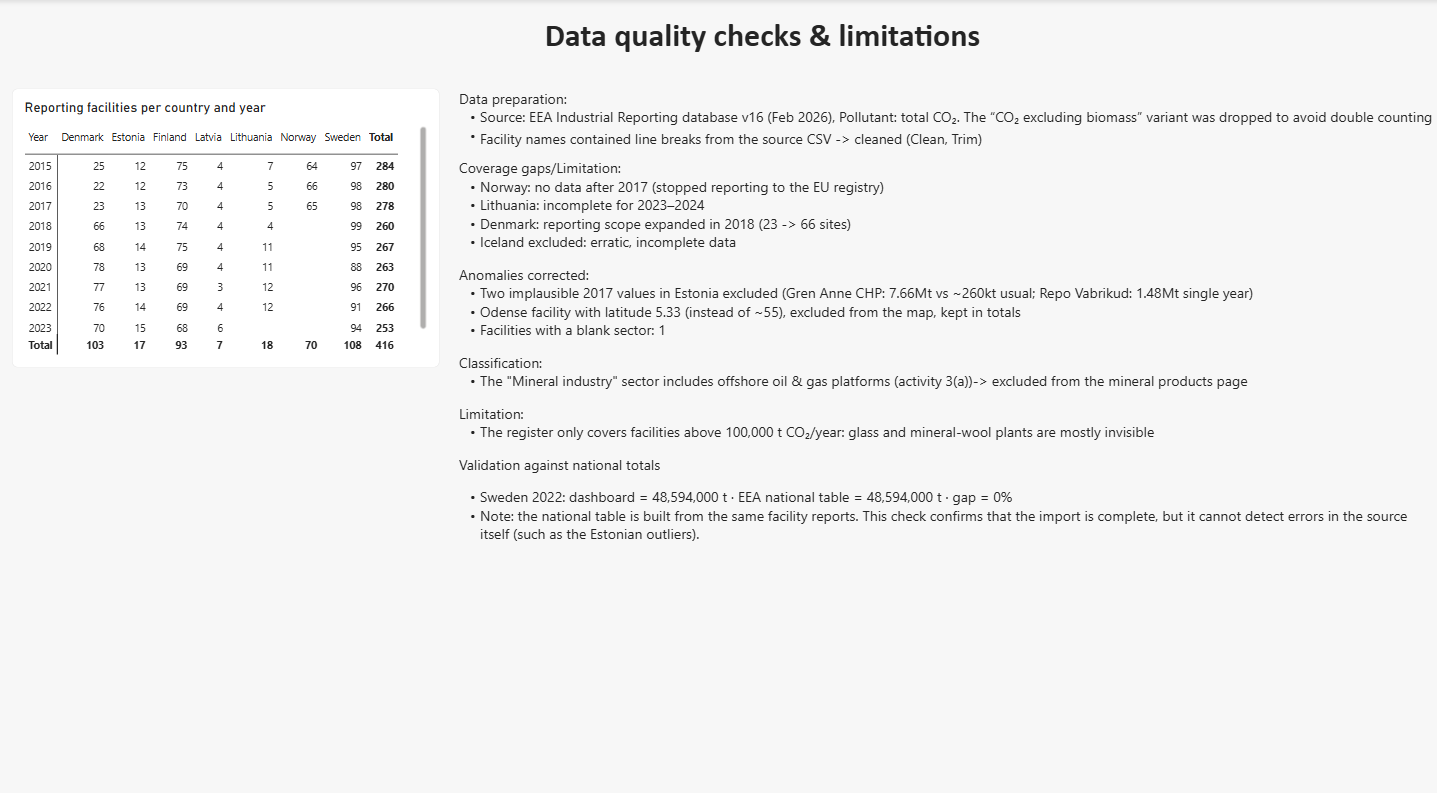 Data quality checks & limitations
Reporting facilities per country and year
Year Denmark Estonia Finland Latvia Lithuania Norway Sweden Total
2015 25 12 75 4 7 64 97 284
2016 22 12 73 4 5 66 98 280
2017 23 13 70 4 5 65 98 278
2018 66 13 74 4 4 99 260
2019 68 14 75 4 11 95 267
2020 78 13 69 4 11 88 263
2021 77 13 69 3 12 96 270
2022 76 14 69 4 12 91 266
2023 70 15 68 6 94 253
Total 103 17 93 7 18 70 108 416
Data preparation:
• Source: EEA Industrial Reporting database v16 (Feb 2026), Pollutant: total CO₂. The “CO₂ excluding biomass” variant was dropped to avoid double counting
• Facility names contained line breaks from the source CSV -> cleaned (Clean, Trim)
Coverage gaps/Limitation:
• Norway: no data after 2017 (stopped reporting to the EU registry)
• Lithuania: incomplete for 2023–2024
• Denmark: reporting scope expanded in 2018 (23 -> 66 sites)
• Iceland excluded: erratic, incomplete data
Anomalies corrected:
• Two implausible 2017 values in Estonia excluded (Gren Anne CHP: 7.66Mt vs ~260kt usual; Repo Vabrikud: 1.48Mt single year)
• Odense facility with latitude 5.33 (instead of ~55), excluded from the map, kept in totals
• Facilities with a blank sector: 1
Classification:
• The "Mineral industry" sector includes offshore oil & gas platforms (activity 3(a))-> excluded from the mineral products page
Limitation:
• The register only covers facilities above 100,000 t CO₂/year: glass and mineral-wool plants are mostly invisible
Validation against national totals
• Sweden 2022: dashboard = 48,594,000 t · EEA national table = 48,594,000 t · gap = 0%
• Note: the national table is built from the same facility reports. This check confirms that the import is complete, but it cannot detect errors in the source
itself (such as the Estonian outliers).